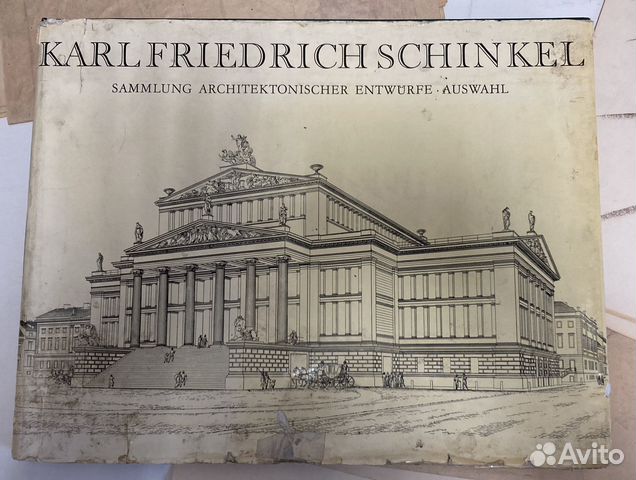 KARL FRIEDRICH SCHINKEL
SAMMLUNG ARCHITEKTONISCHER ENTWÜRFE · AUSWAHL
Avito